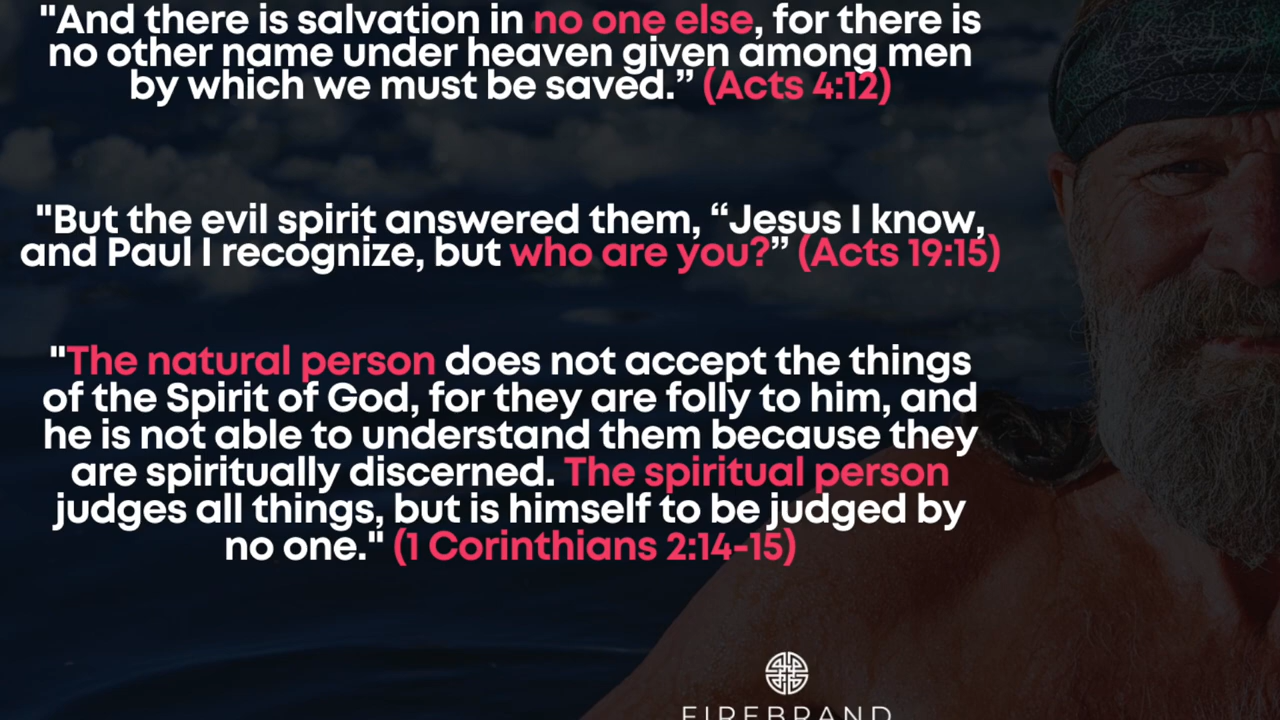 "And there is salvation in no one else, for there is
no other name under heaven given among men
by which we must be saved.” (Acts 4:12)
"But the evil spirit answered them, “Jesus I know,
and Paul I recognize, but who are you?” (Acts 19:15)
"The natural person does not accept the things
of the Spirit of God, for they are folly to him, and
he is not able to understand them because they
are spiritually discerned. The spiritual person
judges all things, but is himself to be judged by
no one." (1 Corinthians 2:14-15)
FIREBRAND